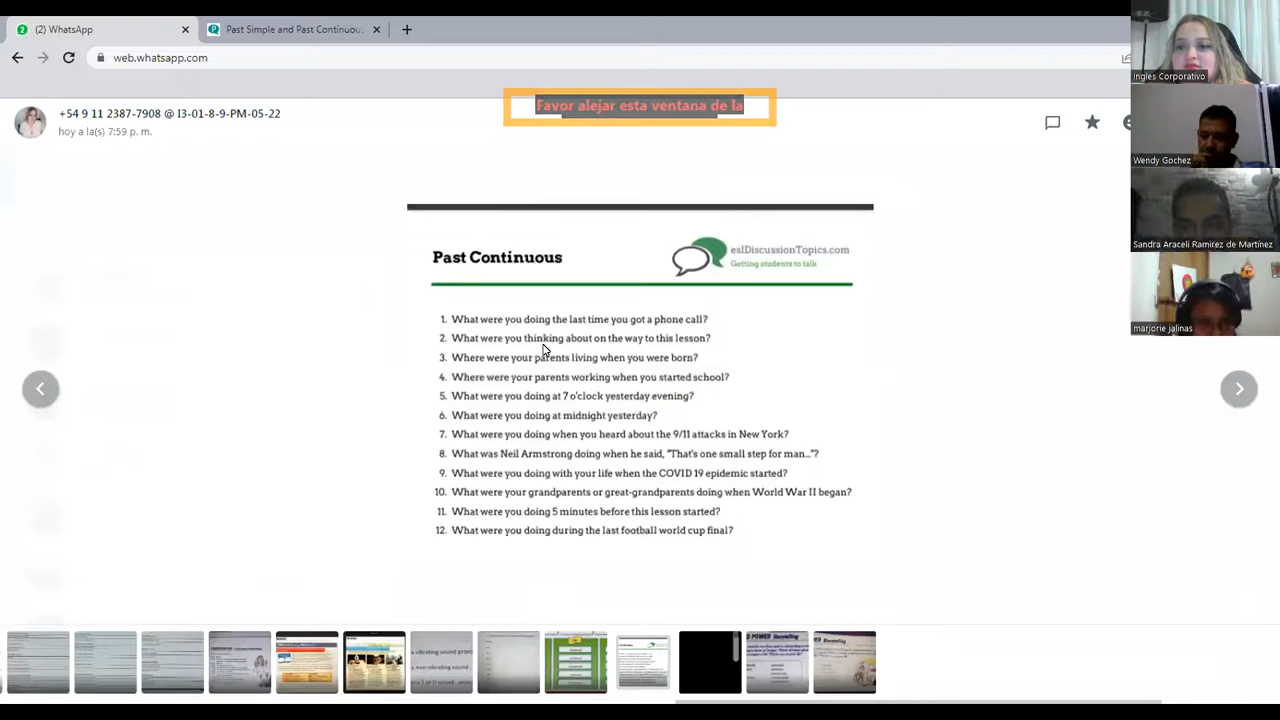 (2) WhatsApp
Past Simple and Past Continuou
web.whatsapp.com
+54 9 11 2387-7908 @ I3-01-8-9-PM-05-22
hoy a la(s) 7:59 p. m.
Favor alejar esta ventana de la
Ingles Corporativo
Wendy Gochez
Sandra Araceli Ramirez de Martínez
marjorie jalinas
Past Continuous
eslDiscussionTopics.com
Getting students to talk
1. What were you doing the last time you got a phone call?
2. What were you thinking about on the way to this lesson?
3. Where were your parents living when you were born?
4. Where were your parents working when you started school?
5. What were you doing at 7 o'clock yesterday evening?
6. What were you doing at midnight yesterday?
7. What were you doing when you heard about the 9/11 attacks in New York?
8. What was Neil Armstrong doing when he said, "That's one small step for man..."?
9. What were you doing with your life when the COVID 19 epidemic started?
10. What were your grandparents or great-grandparents doing when World War II began?
11. What were you doing 5 minutes before this lesson started?
12. What were you doing during the last football world cup final?